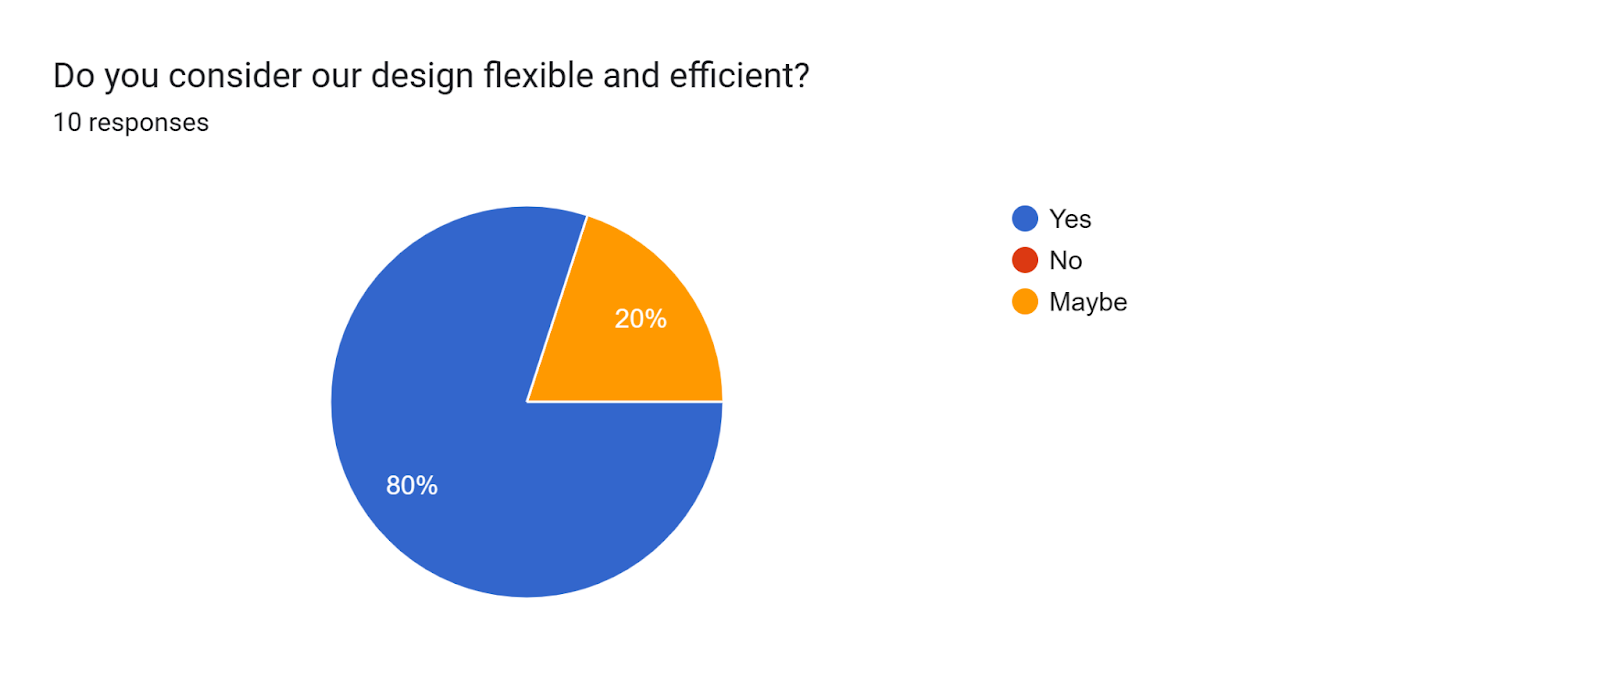 Do you consider our design flexible and efficient?
10 responses
Yes
No
Maybe
20%
80%